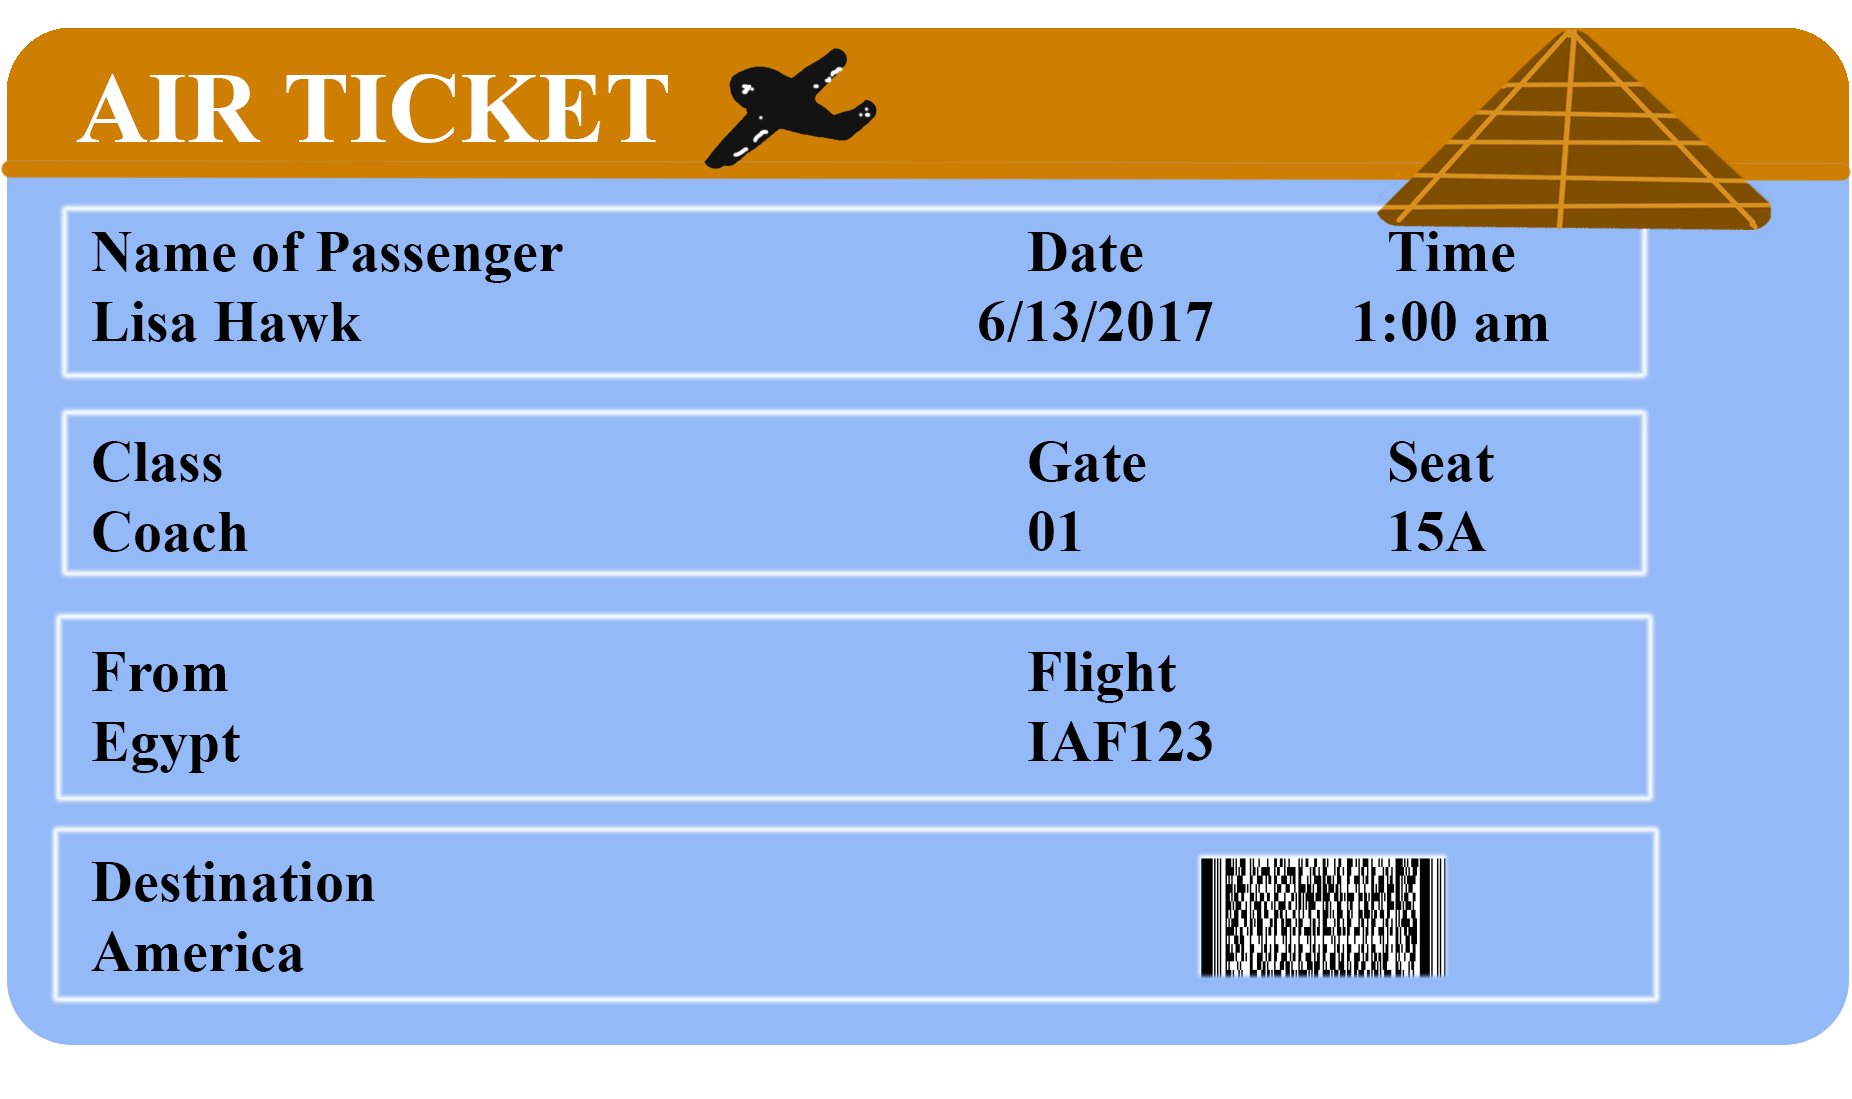 AIR TICKET
Name of Passenger Date Time
Lisa Hawk 6/13/2017 1:00 am
Class Gate Seat
Coach 01 15A
From Flight
Egypt IAF123
Destination
America